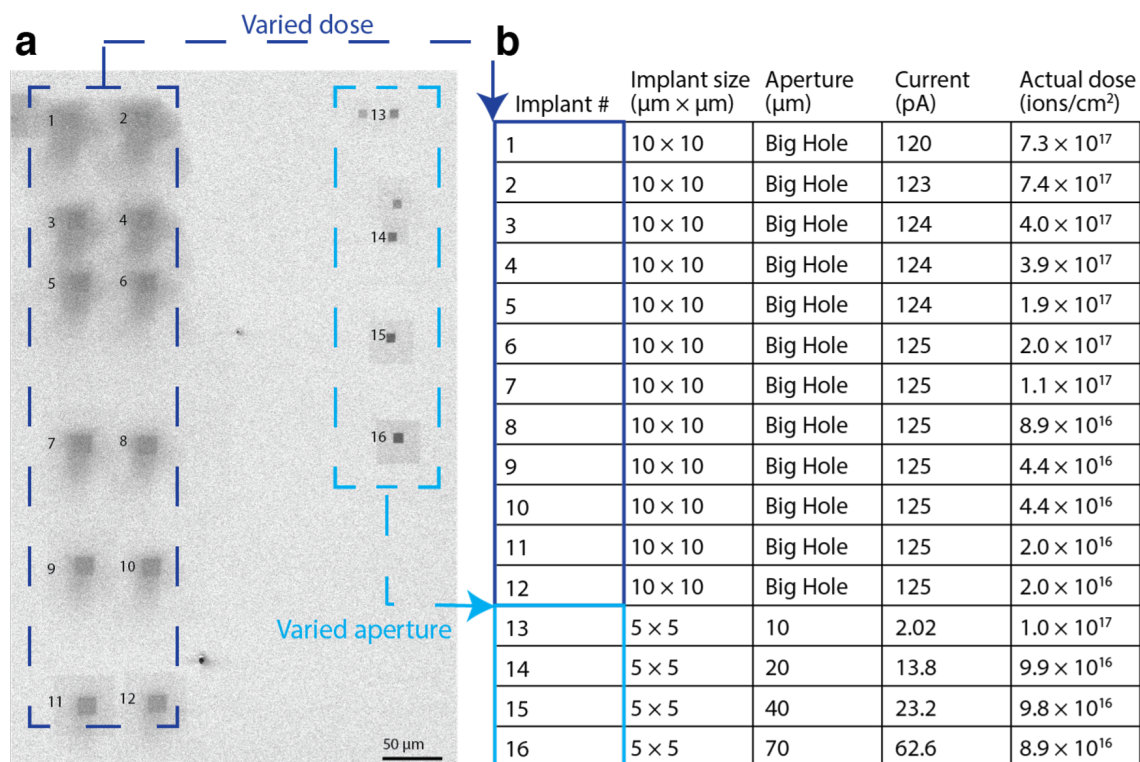 Varied dose
a
b
1
2
3
4
5
6
7
8
9
10
11
12
13
14
15
16
Varied aperture
50 µm
Implant # Implant size (µm × µm) Aperture (µm) Current (pA) Actual dose (ions/cm²)
1 10 × 10 Big Hole 120 7.3 × 10¹⁷
2 10 × 10 Big Hole 123 7.4 × 10¹⁷
3 10 × 10 Big Hole 124 4.0 × 10¹⁷
4 10 × 10 Big Hole 124 3.9 × 10¹⁷
5 10 × 10 Big Hole 124 1.9 × 10¹⁷
6 10 × 10 Big Hole 125 2.0 × 10¹⁷
7 10 × 10 Big Hole 125 1.1 × 10¹⁷
8 10 × 10 Big Hole 125 8.9 × 10¹⁶
9 10 × 10 Big Hole 125 4.4 × 10¹⁶
10 10 × 10 Big Hole 125 4.4 × 10¹⁶
11 10 × 10 Big Hole 125 2.0 × 10¹⁶
12 10 × 10 Big Hole 125 2.0 × 10¹⁶
13 5 × 5 10 2.02 1.0 × 10¹⁷
14 5 × 5 20 13.8 9.9 × 10¹⁶
15 5 × 5 40 23.2 9.8 × 10¹⁶
16 5 × 5 70 62.6 8.9 × 10¹⁶